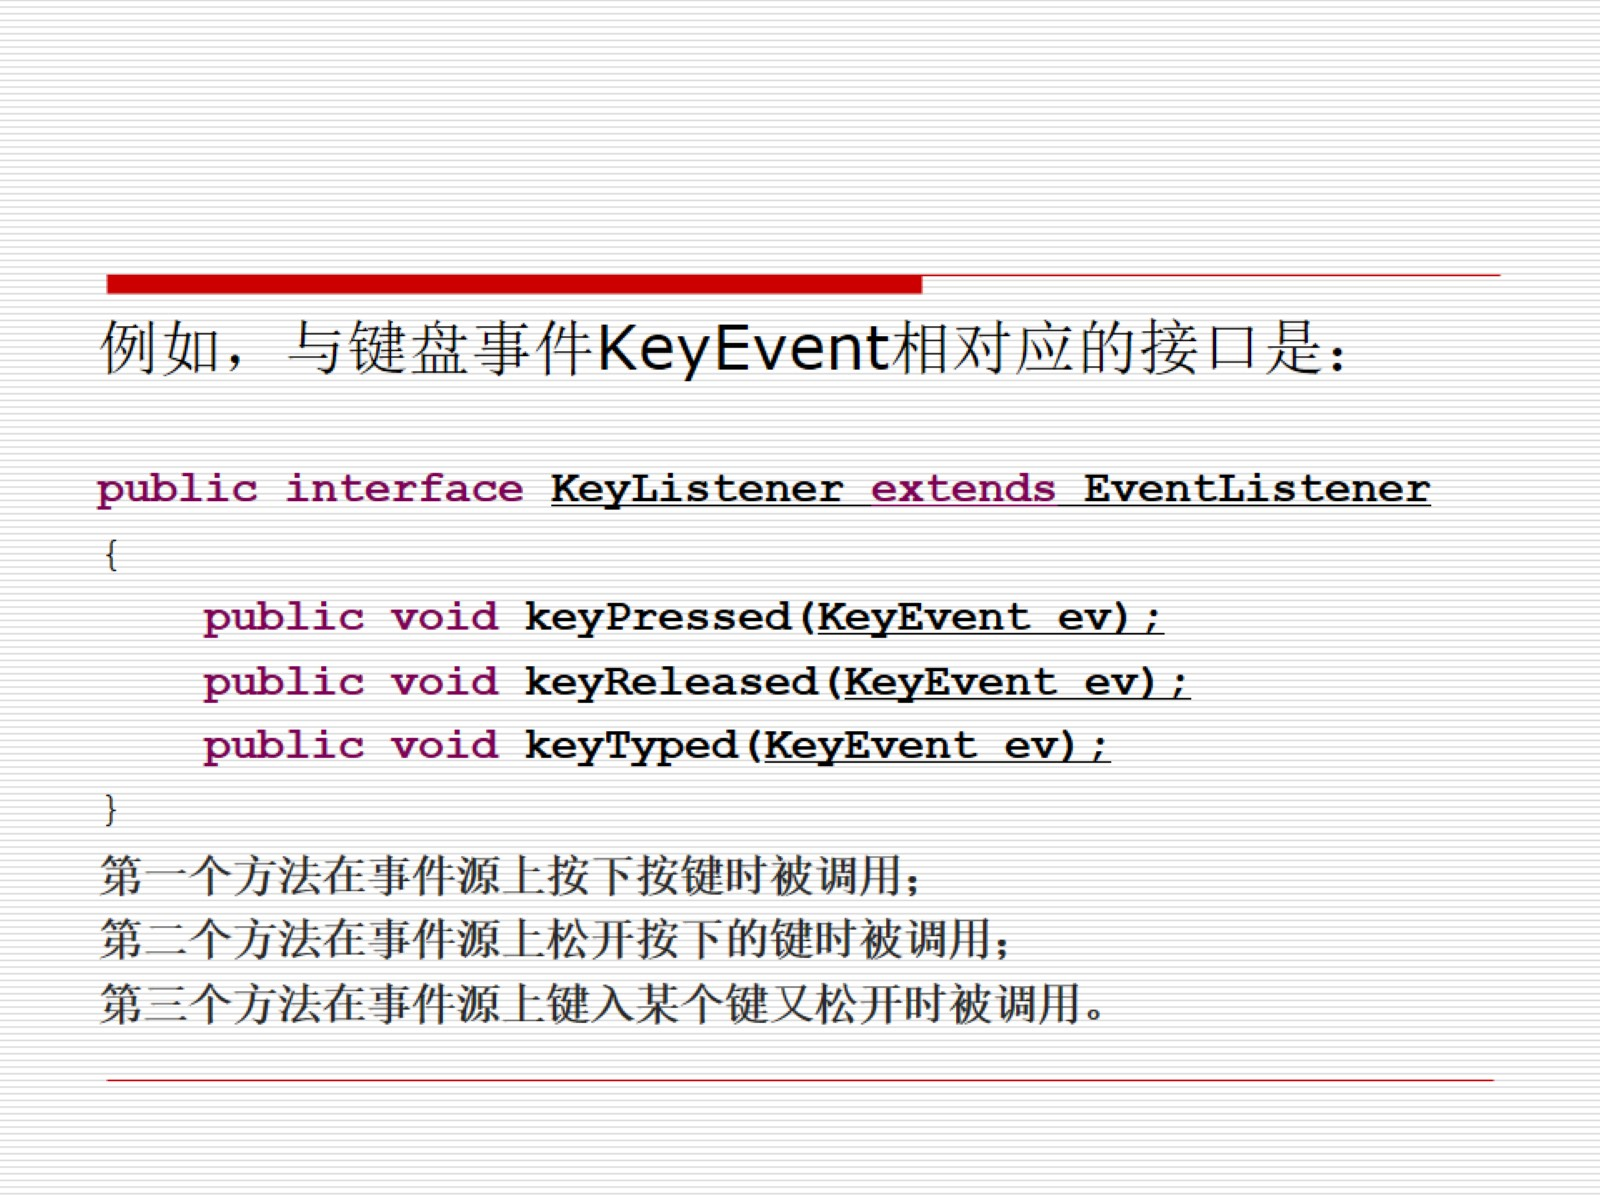 例如，与键盘事件KeyEvent相对应的接口是：
public interface KeyListener extends EventListener
{
public void keyPressed(KeyEvent ev);
public void keyReleased(KeyEvent ev);
public void keyTyped(KeyEvent ev);
}
第一个方法在事件源上按下按键时被调用；
第二个方法在事件源上松开按下的键时被调用；
第三个方法在事件源上键入某个键又松开时被调用。